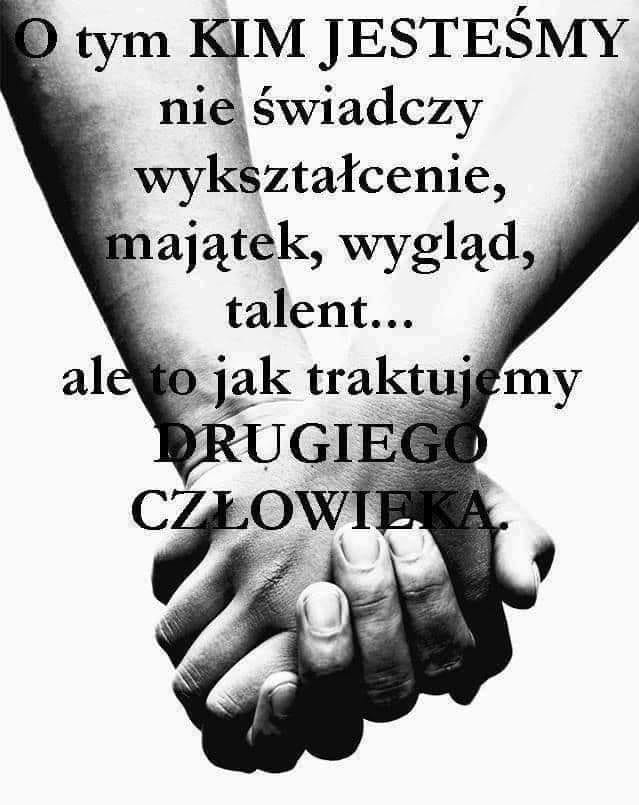 O tym KIM JESTEŚMY
nie świadczy
wykształcenie,
majątek, wygląd,
talent...
ale to jak traktujemy
DRUGIEGO
CZŁOWIEKA.